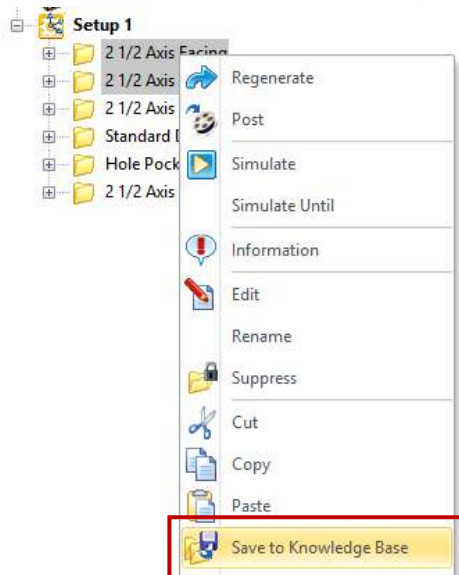 Setup 1
2 1/2 Axis Facing
2 1/2 Axis
2 1/2 Axis
Standard
Hole Pock
2 1/2 Axis
Regenerate
Post
Simulate
Simulate Until
Information
Edit
Rename
Suppress
Cut
Copy
Paste
Save to Knowledge Base